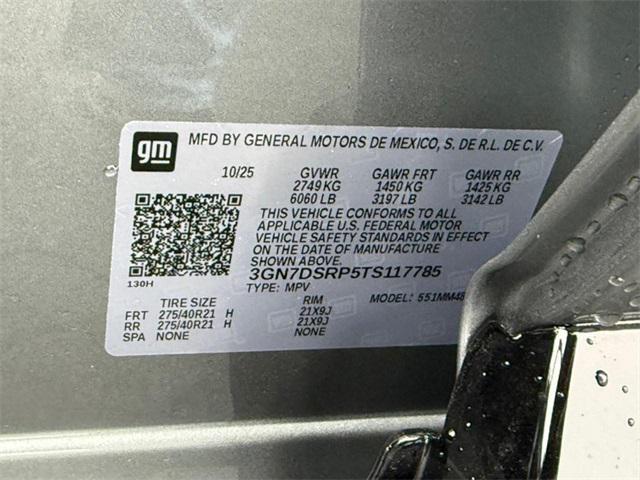 gm
MFD BY GENERAL MOTORS DE MEXICO, S. DE R.L. DE C.V.
10/25 GVWR GAWR FRT GAWR RR
2749 KG 1450 KG 1425 KG
6060 LB 3197 LB 3142 LB
THIS VEHICLE CONFORMS TO ALL
APPLICABLE U.S. FEDERAL MOTOR
VEHICLE SAFETY STANDARDS IN EFFECT
ON THE DATE OF MANUFACTURE
SHOWN ABOVE.
3GN7DSRP5TS117785
130H
TYPE: MPV MODEL: 551MM48
TIRE SIZE RIM
FRT 275/40R21 H 21X9J
RR 275/40R21 H 21X9J
SPA NONE NONE